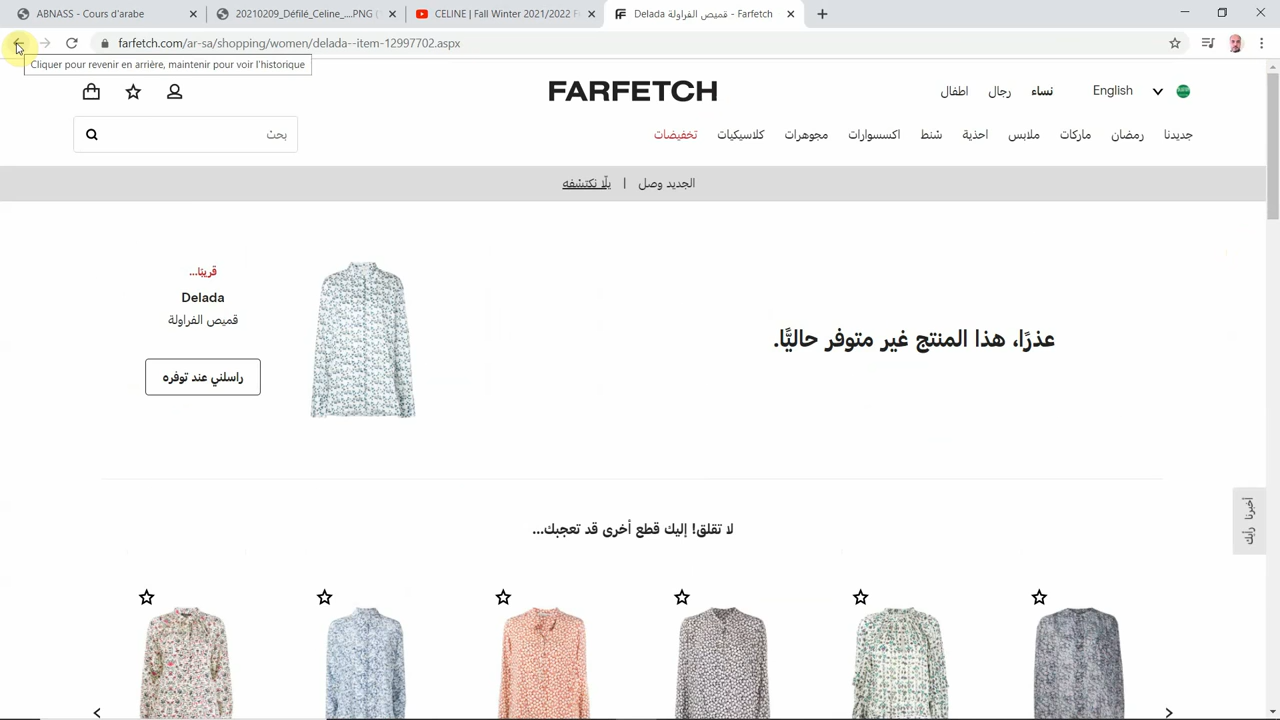 ABNASS - Cours d'arabe
20210209_Défilé_Celine_....PNG (
CELINE | Fall Winter 2021/2022 F
Delada قميص الفراولة - Farfetch
farfetch.com/ar-sa/shopping/women/delada--item-12997702.aspx
Cliquer pour revenir en arrière, maintenir pour voir l'historique
FARFETCH
English
نساء
رجال
اطفال
بحث
جديدنا
رمضان
ماركات
ملابس
احذية
شنط
اكسسوارات
مجوهرات
كلاسيكيات
تخفيضات
الجديد وصل | يلّا نكتشفه
عذرًا، هذا المنتج غير متوفر حاليًّا.
قريبًا...
Delada
قميص الفراولة
راسلني عند توفره
أخبرنا رأيك
لا تقلق! إليك قطع أخرى قد تعجبك...